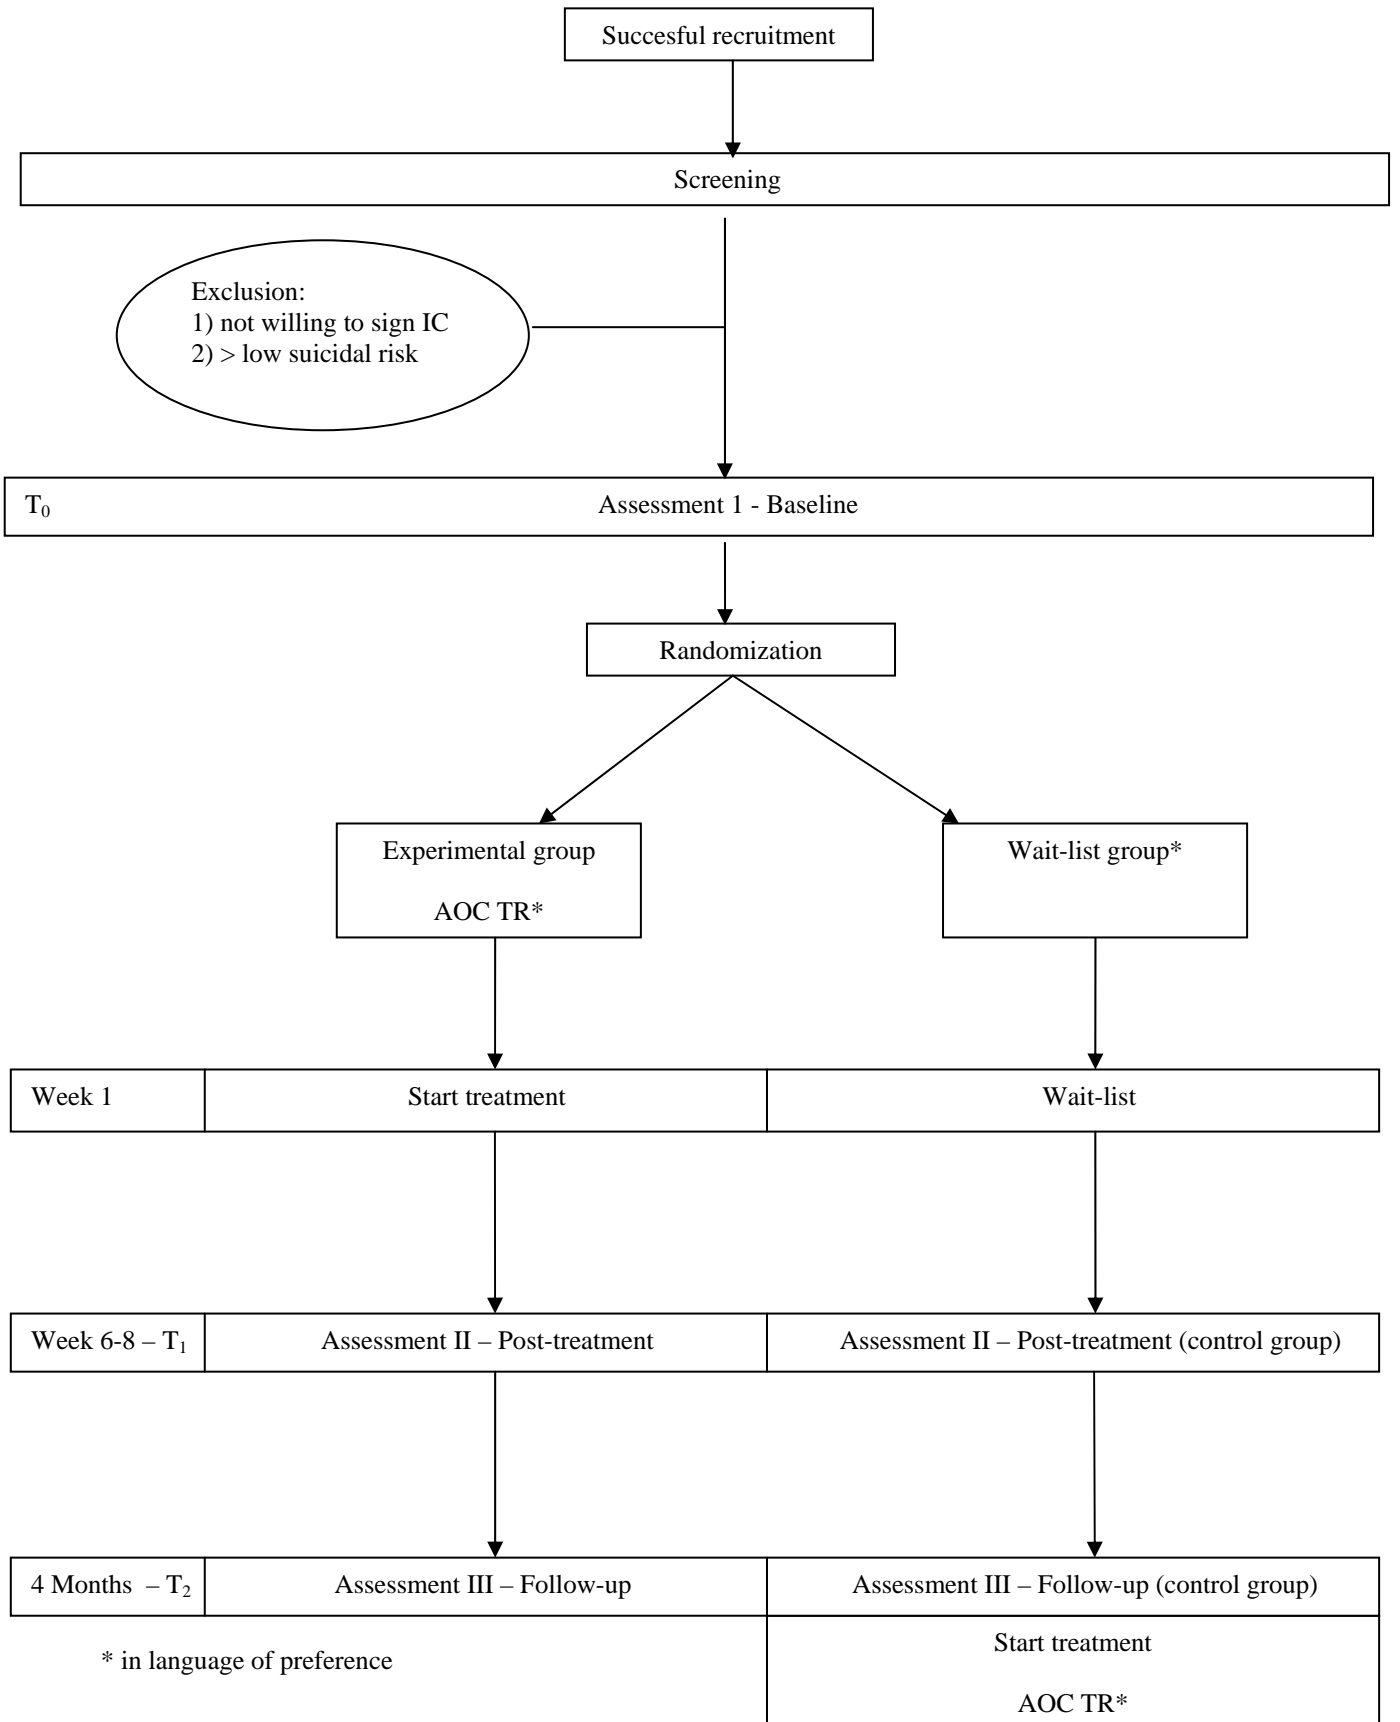 Succesful recruitment
Screening
Exclusion:
1) not willing to sign IC
2) > low suicidal risk
T0 Assessment 1 - Baseline
Randomization
Experimental group
AOC TR*
Wait-list group*
Week 1 Start treatment Wait-list
Week 6-8 – T1 Assessment II – Post-treatment Assessment II – Post-treatment (control group)
4 Months – T2 Assessment III – Follow-up Assessment III – Follow-up (control group)
* in language of preference
Start treatment
AOC TR*